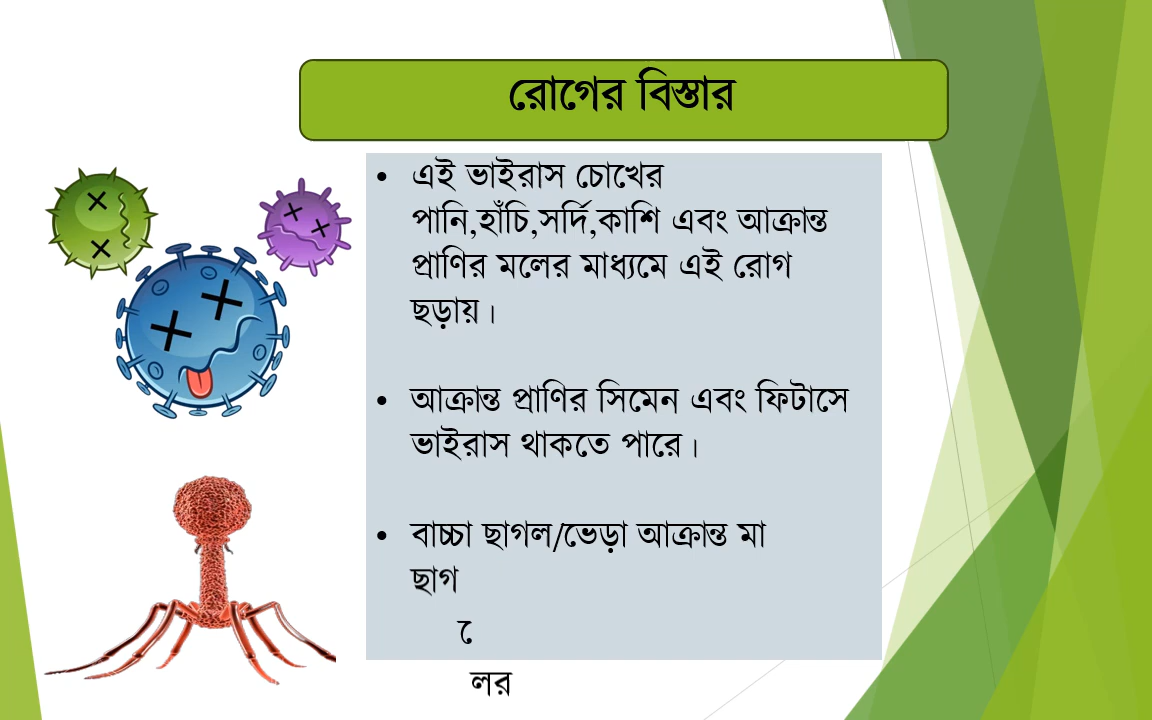 রোগের বিস্তার
• এই ভাইরাস চোখের
পানি,হাঁচি,সর্দি,কাশি এবং আক্রান্ত
প্রাণির মলের মাধ্যমে এই রোগ
ছড়ায়।
• আক্রান্ত প্রাণির সিমেন এবং ফিটাসে
ভাইরাস থাকতে পারে।
• বাচ্চা ছাগল/ভেড়া আক্রান্ত মা
ছাগ
ে
লর